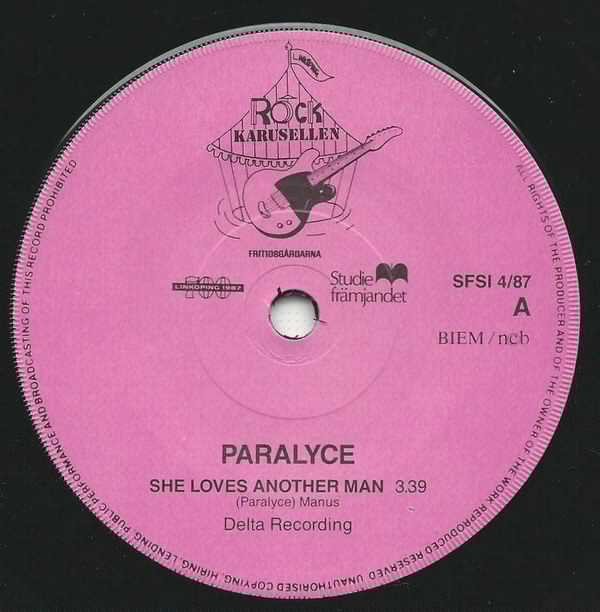 LINKÖPING
ROCK
KARUSELLEN
FRITIDSGÅRDARNA
700
LINKÖPING 1987
Studie
främjandet
SFSI 4/87
A
BIEM/ncb
PARALYCE
SHE LOVES ANOTHER MAN 3.39
(Paralyce) Manus
Delta Recording
ALL RIGHTS OF THE PRODUCER AND OF THE OWNER OF THE WORK REPRODUCED RESERVED. UNAUTHORISED COPYING, HIRING, LENDING, PUBLIC PERFORMANCE AND BROADCASTING OF THIS RECORD PROHIBITED